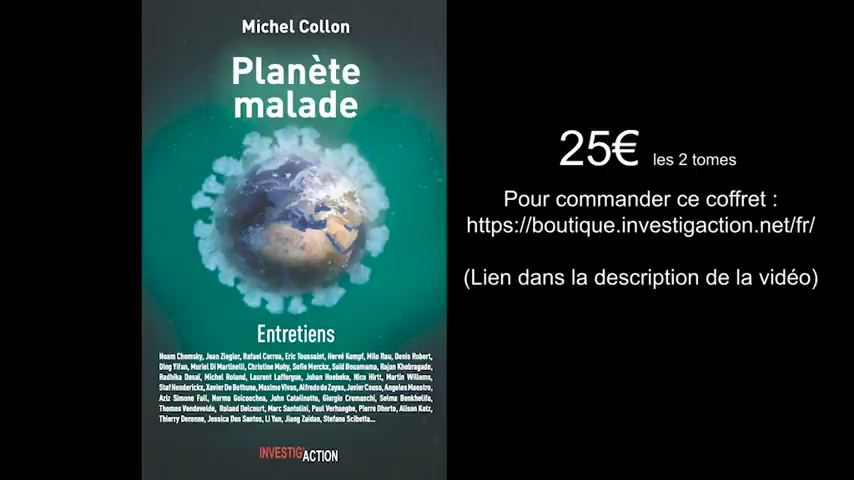 Michel Collon
Planète
malade
Entretiens
Noam Chomsky, Jean Ziegler, Rafael Correa, Eric Toussaint, Hervé Kempf, Milo Rau, Denis Robert,
Ding Yifan, Muriel Di Martinelli, Christine Mahy, Sofie Merckx, Saïd Bouamama, Rajan Khobragade,
Radhika Desaï, Michel Roland, Laurent Lafforgue, Johan Hoebeke, Nico Hirtt, Martin Willems,
Staf Henderickx, Xavier De Bethune, Maxime Vivas, Alfredo de Zayas, Javier Couso, Angeles Maestro,
Aziz Simone Fall, Norma Goicoechea, John Catalinotto, Giorgio Cremaschi, Selma Benkhelifa,
Thomas Vandevelde, Roland Delcourt, Marc Santolini, Paul Verhaeghe, Pierre Dherte, Alison Katz,
Thierry Deronne, Jessica Dos Santos, Li Yan, Jiang Zaidas, Stefano Scibetta...
INVESTIG'ACTION
25€ les 2 tomes
Pour commander ce coffret :
https://boutique.investigaction.net/fr/
(Lien dans la description de la vidéo)